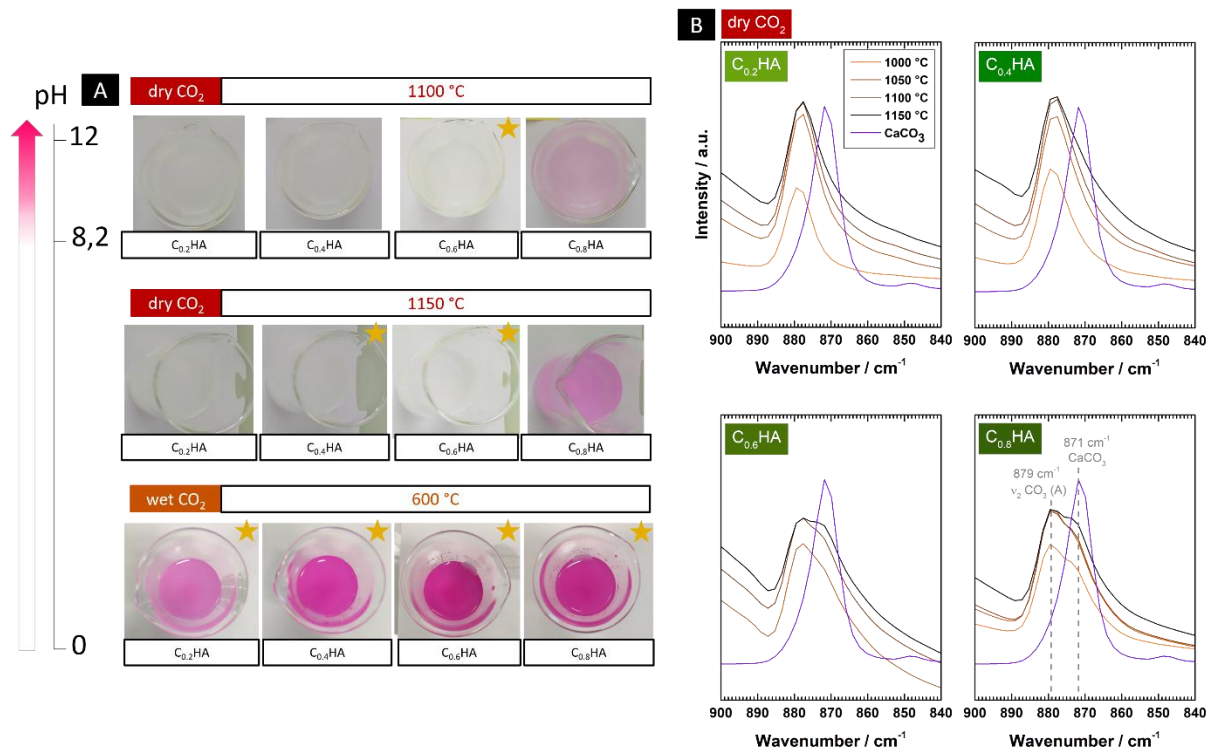 A
pH
12
8,2
0
dry CO₂
1100 °C
C₀.₂HA
C₀.₄HA
C₀.₆HA
C₀.₈HA
dry CO₂
1150 °C
C₀.₂HA
C₀.₄HA
C₀.₆HA
C₀.₈HA
wet CO₂
600 °C
C₀.₂HA
C₀.₄HA
C₀.₆HA
C₀.₈HA
B
dry CO₂
C₀.₂HA
1000 °C
1050 °C
1100 °C
1150 °C
CaCO₃
Intensity / a.u.
900 890 880 870 860 850 840
Wavenumber / cm⁻¹
C₀.₄HA
900 890 880 870 860 850 840
Wavenumber / cm⁻¹
C₀.₆HA
900 890 880 870 860 850 840
Wavenumber / cm⁻¹
C₀.₈HA
871 cm⁻¹
CaCO₃
879 cm⁻¹
ν₂ CO₃ (A)
900 890 880 870 860 850 840
Wavenumber / cm⁻¹